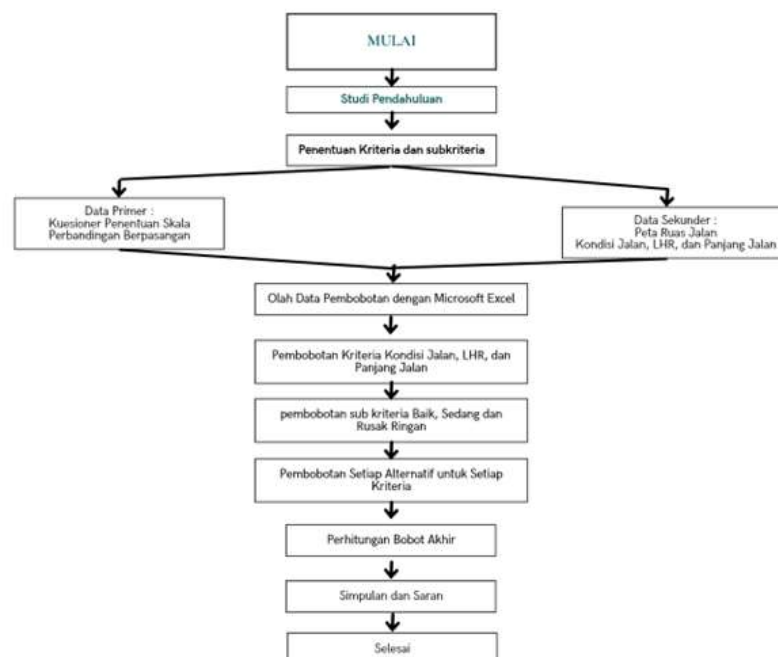 MULAI
Studi Pendahuluan
Penentuan Kriteria dan subkriteria
Data Primer :
Kuesioner Penentuan Skala
Perbandingan Berpasangan
Data Sekunder :
Peta Ruas Jalan
Kondisi Jalan, LHR, dan Panjang Jalan
Olah Data Pembobotan dengan Microsoft Excel
Pembobotan Kriteria Kondisi Jalan, LHR, dan
Panjang Jalan
pembobotan sub kriteria Baik, Sedang dan
Rusak Ringan
Pembobotan Setiap Alternatif untuk Setiap
Kriteria
Perhitungan Bobot Akhir
Simpulan dan Saran
Selesai